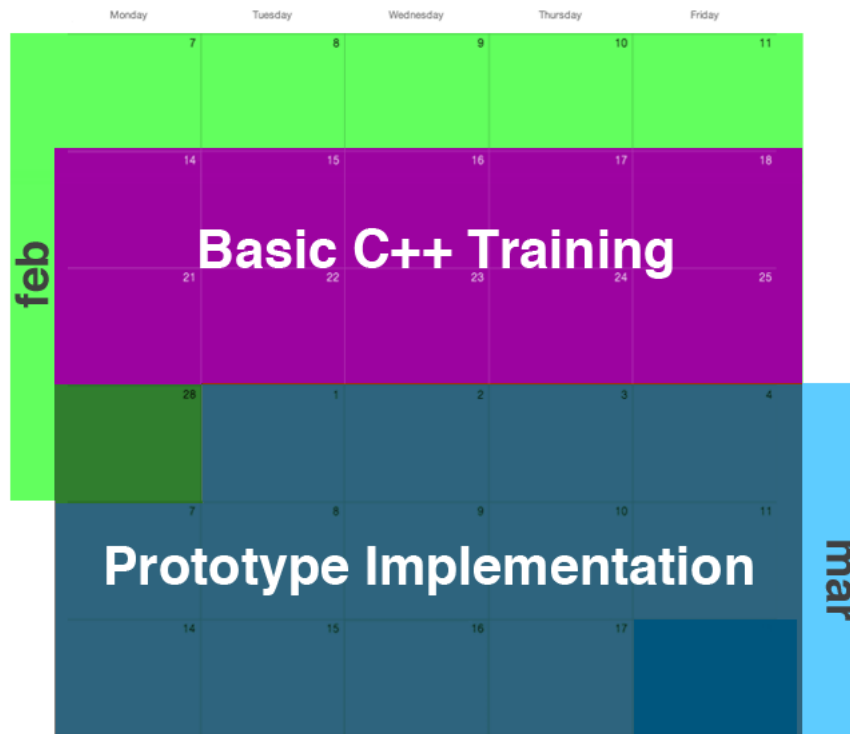 Monday Tuesday Wednesday Thursday Friday
7 8 9 10 11
14 15 16 17 18
Basic C++ Training
feb
21 22 23 24 25
28 1 2 3 4
7 8 9 10 11
Prototype Implementation
mar
14 15 16 17